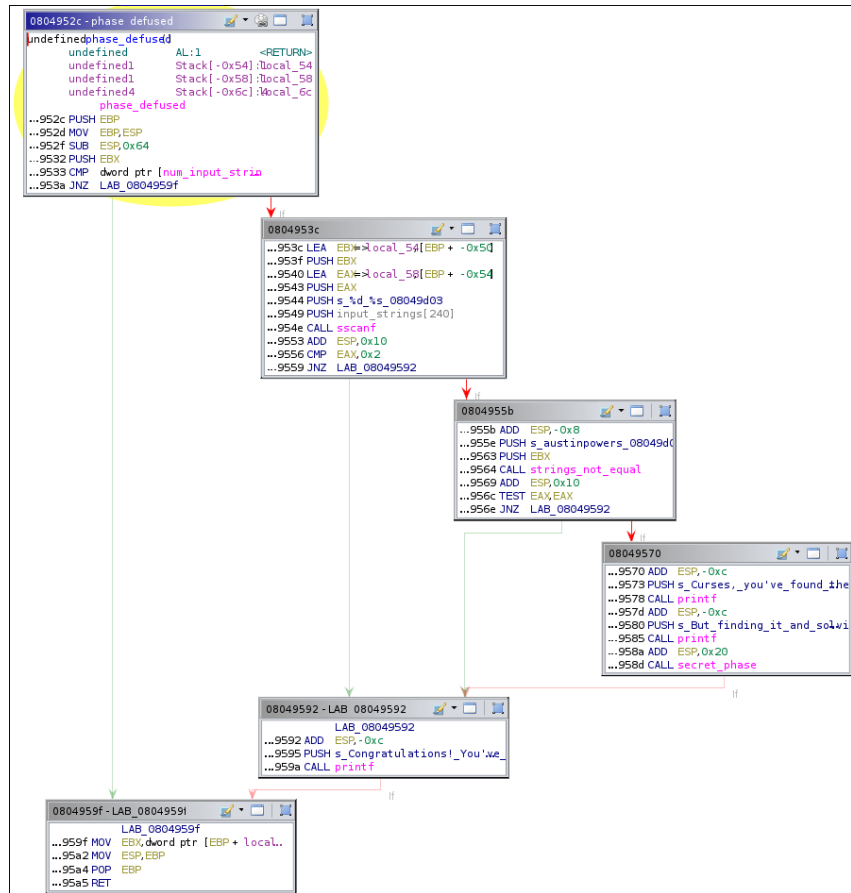 0804952c - phase defused
undefined phase_defused(
undefined AL:1 <RETURN>
undefined1 Stack[-0x54]:1 local_54
undefined1 Stack[-0x58]:1 local_58
undefined4 Stack[-0x6c]:4 local_6c
phase_defused
...952c PUSH EBP
...952d MOV EBP,ESP
...952f SUB ESP,0x64
...9532 PUSH EBX
...9533 CMP dword ptr [num_input_strin...
...953a JNZ LAB_0804959f
If
0804953c
...953c LEA EBX=>local_54,[EBP + -0x50]
...953f PUSH EBX
...9540 LEA EAX=>local_58,[EBP + -0x54]
...9543 PUSH EAX
...9544 PUSH s_%d_%s_08049d03
...9549 PUSH input_strings[240]
...954e CALL sscanf
...9553 ADD ESP,0x10
...9556 CMP EAX,0x2
...9559 JNZ LAB_08049592
If
0804955b
...955b ADD ESP,-0x8
...955e PUSH s_austinpowers_08049d0
...9563 PUSH EBX
...9564 CALL strings_not_equal
...9569 ADD ESP,0x10
...956c TEST EAX,EAX
...956e JNZ LAB_08049592
If
08049570
...9570 ADD ESP,-0xc
...9573 PUSH s_Curses,_you've_found_the
...9578 CALL printf
...957d ADD ESP,-0xc
...9580 PUSH s_But_finding_it_and_solvi
...9585 CALL printf
...958a ADD ESP,0x20
...958d CALL secret_phase
If
08049592 - LAB 08049592
LAB_08049592
...9592 ADD ESP,-0xc
...9595 PUSH s_Congratulations!_You've_
...959a CALL printf
If
0804959f - LAB_0804959f
LAB_0804959f
...959f MOV EBX,dword ptr [EBP + local...
...95a2 MOV ESP,EBP
...95a4 POP EBP
...95a5 RET